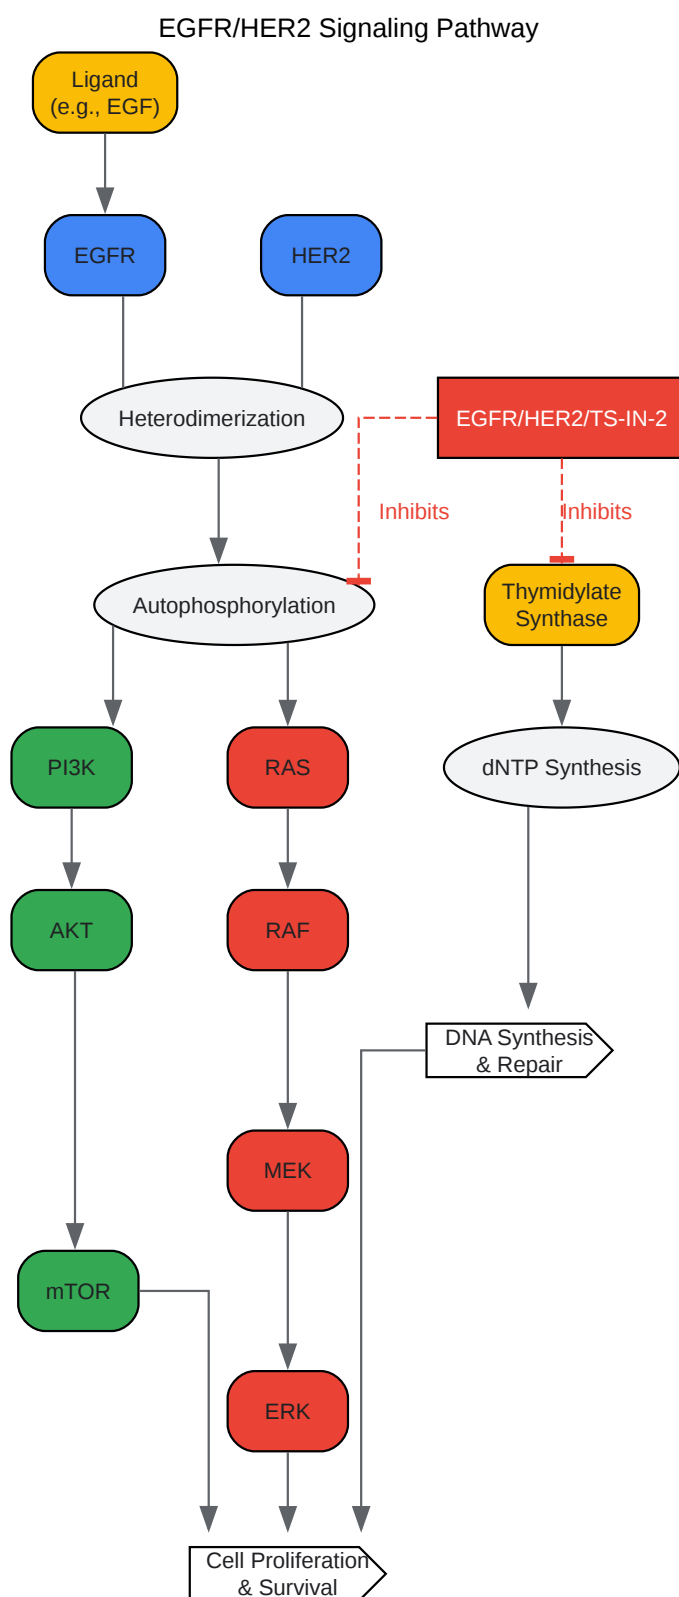 EGFR/HER2 Signaling Pathway
Ligand
(e.g., EGF)
EGFR
HER2
Heterodimerization
EGFR/HER2/TS-IN-2
Inhibits
Inhibits
Autophosphorylation
Thymidylate
Synthase
PI3K
RAS
dNTP Synthesis
AKT
RAF
DNA Synthesis
& Repair
MEK
mTOR
ERK
Cell Proliferation
& Survival